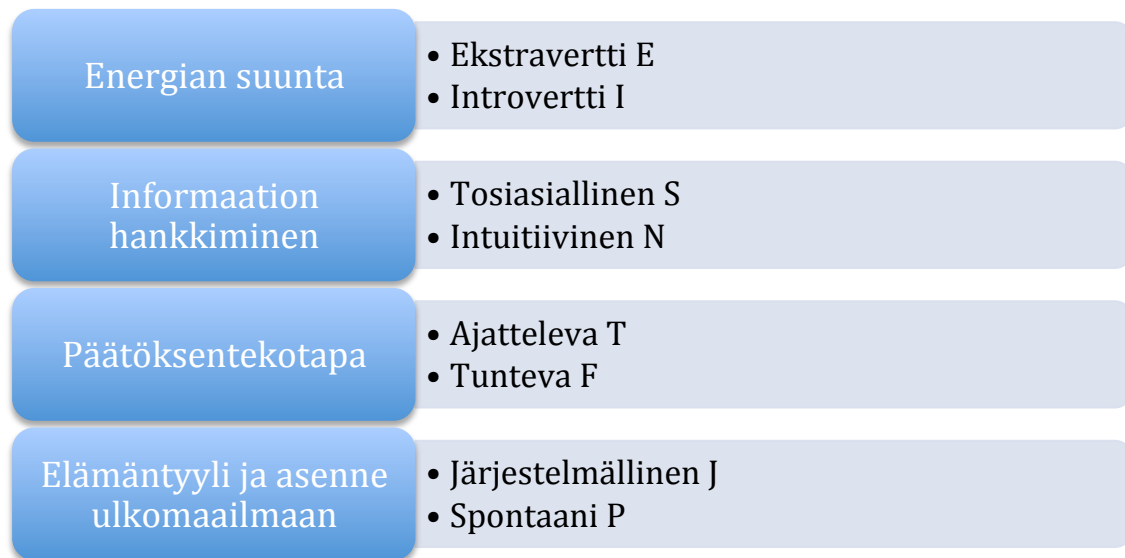 Energian suunta
• Ekstravertti E
• Introvertti I
Informaation
hankkiminen
• Tosiasiallinen S
• Intuitiivinen N
Päätöksentekotapa
• Ajatteleva T
• Tunteva F
Elämäntyyli ja asenne
ulkomaailmaan
• Järjestelmällinen J
• Spontaani P